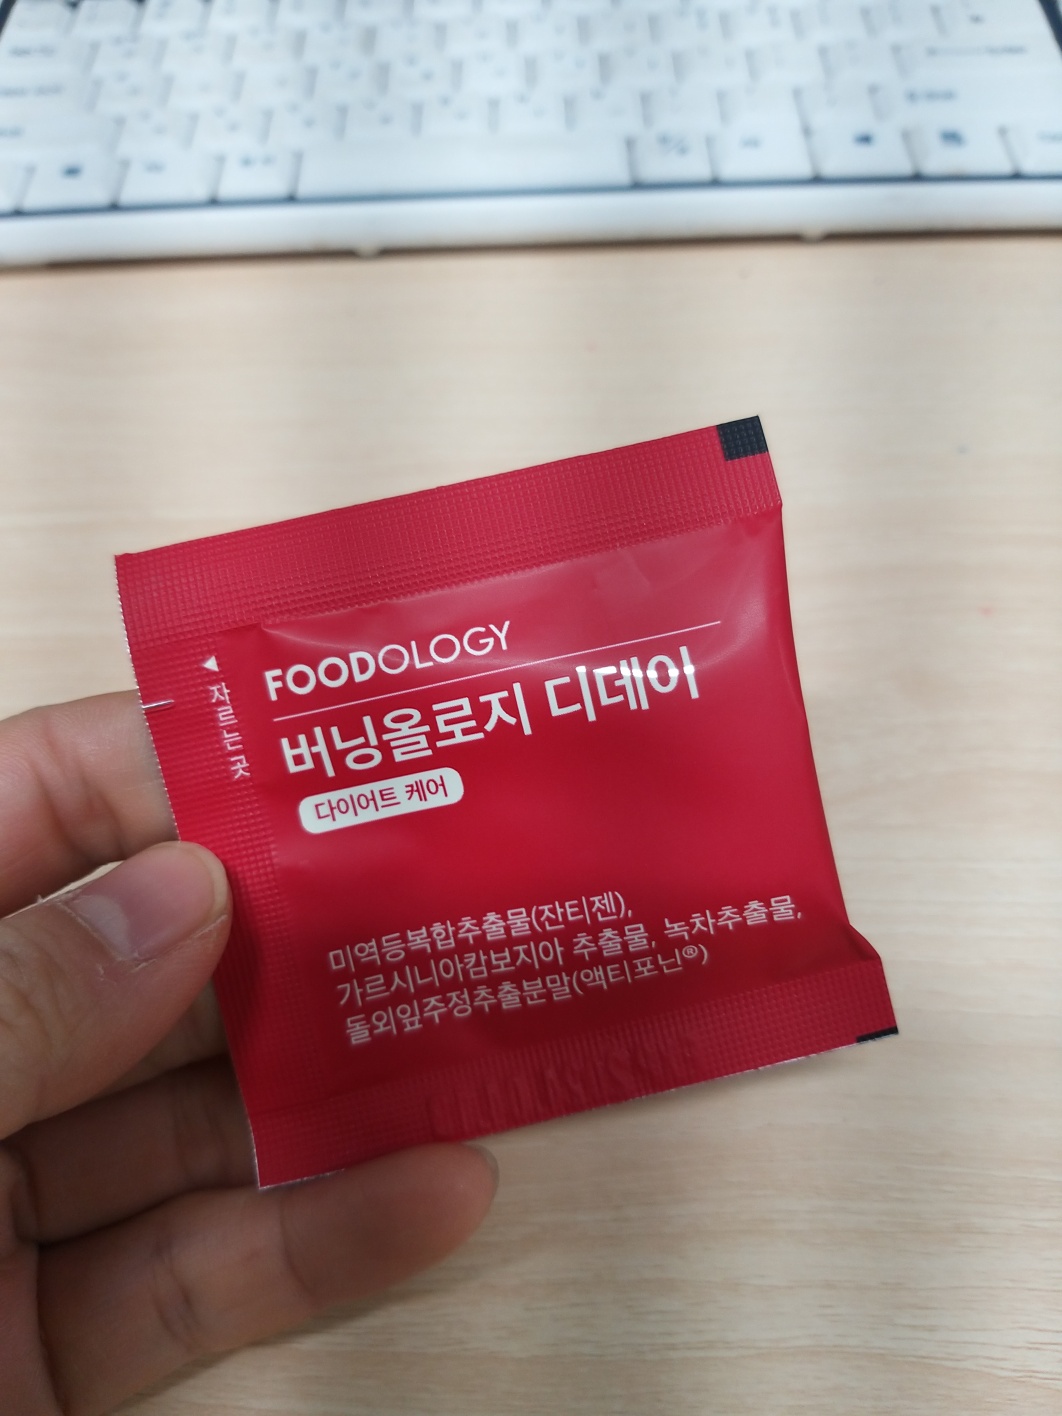 FOODOLOGY
버닝올로지 디데이
다이어트 케어
자르는 곳
미역등복합추출물(잔티젠),
가르시니아캄보지아 추출물, 녹차추출물,
돌외잎주정추출분말(액티포닌®)